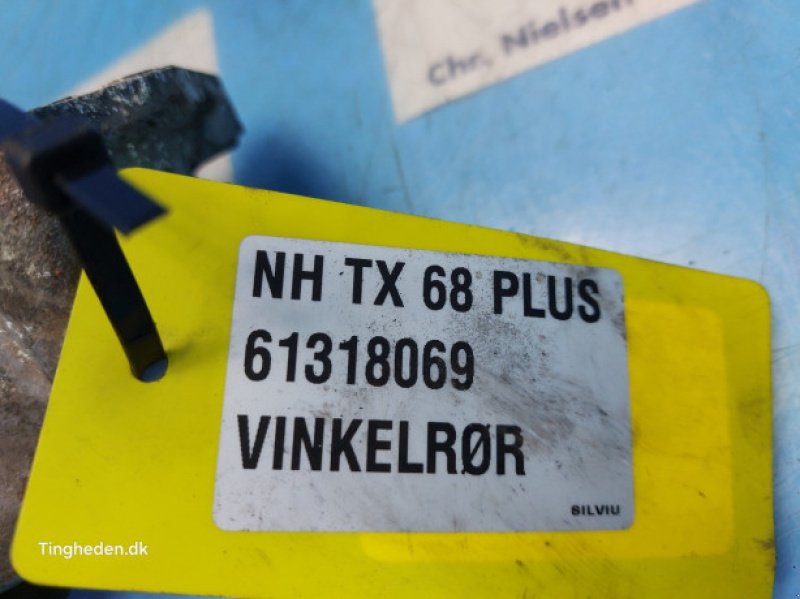 Chr. Nielsen
NH TX 68 PLUS
61318069
VINKELRØR
SILVIU
Tingheden.dk